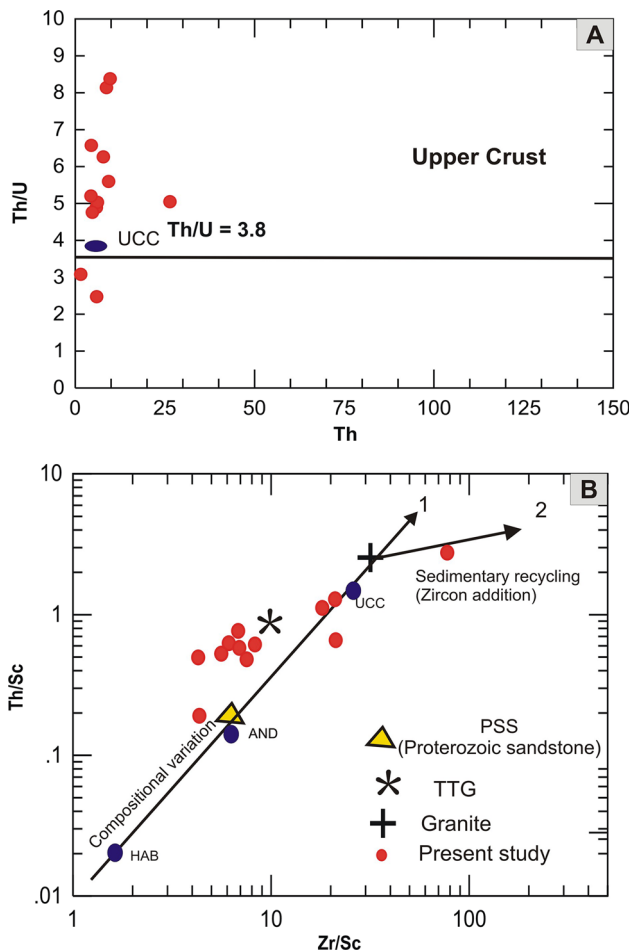 A
10
9
8
7
6
5
4
3
2
1
0
Th/U
Upper Crust
UCC
Th/U = 3.8
0
25
50
75
100
125
150
Th
B
10
1
.1
.01
Th/Sc
1
2
Sedimentary recycling
(Zircon addition)
UCC
AND
HAB
Compositional variation
PSS
(Proterozoic sandstone)
TTG
Granite
Present study
1
10
100
Zr/Sc